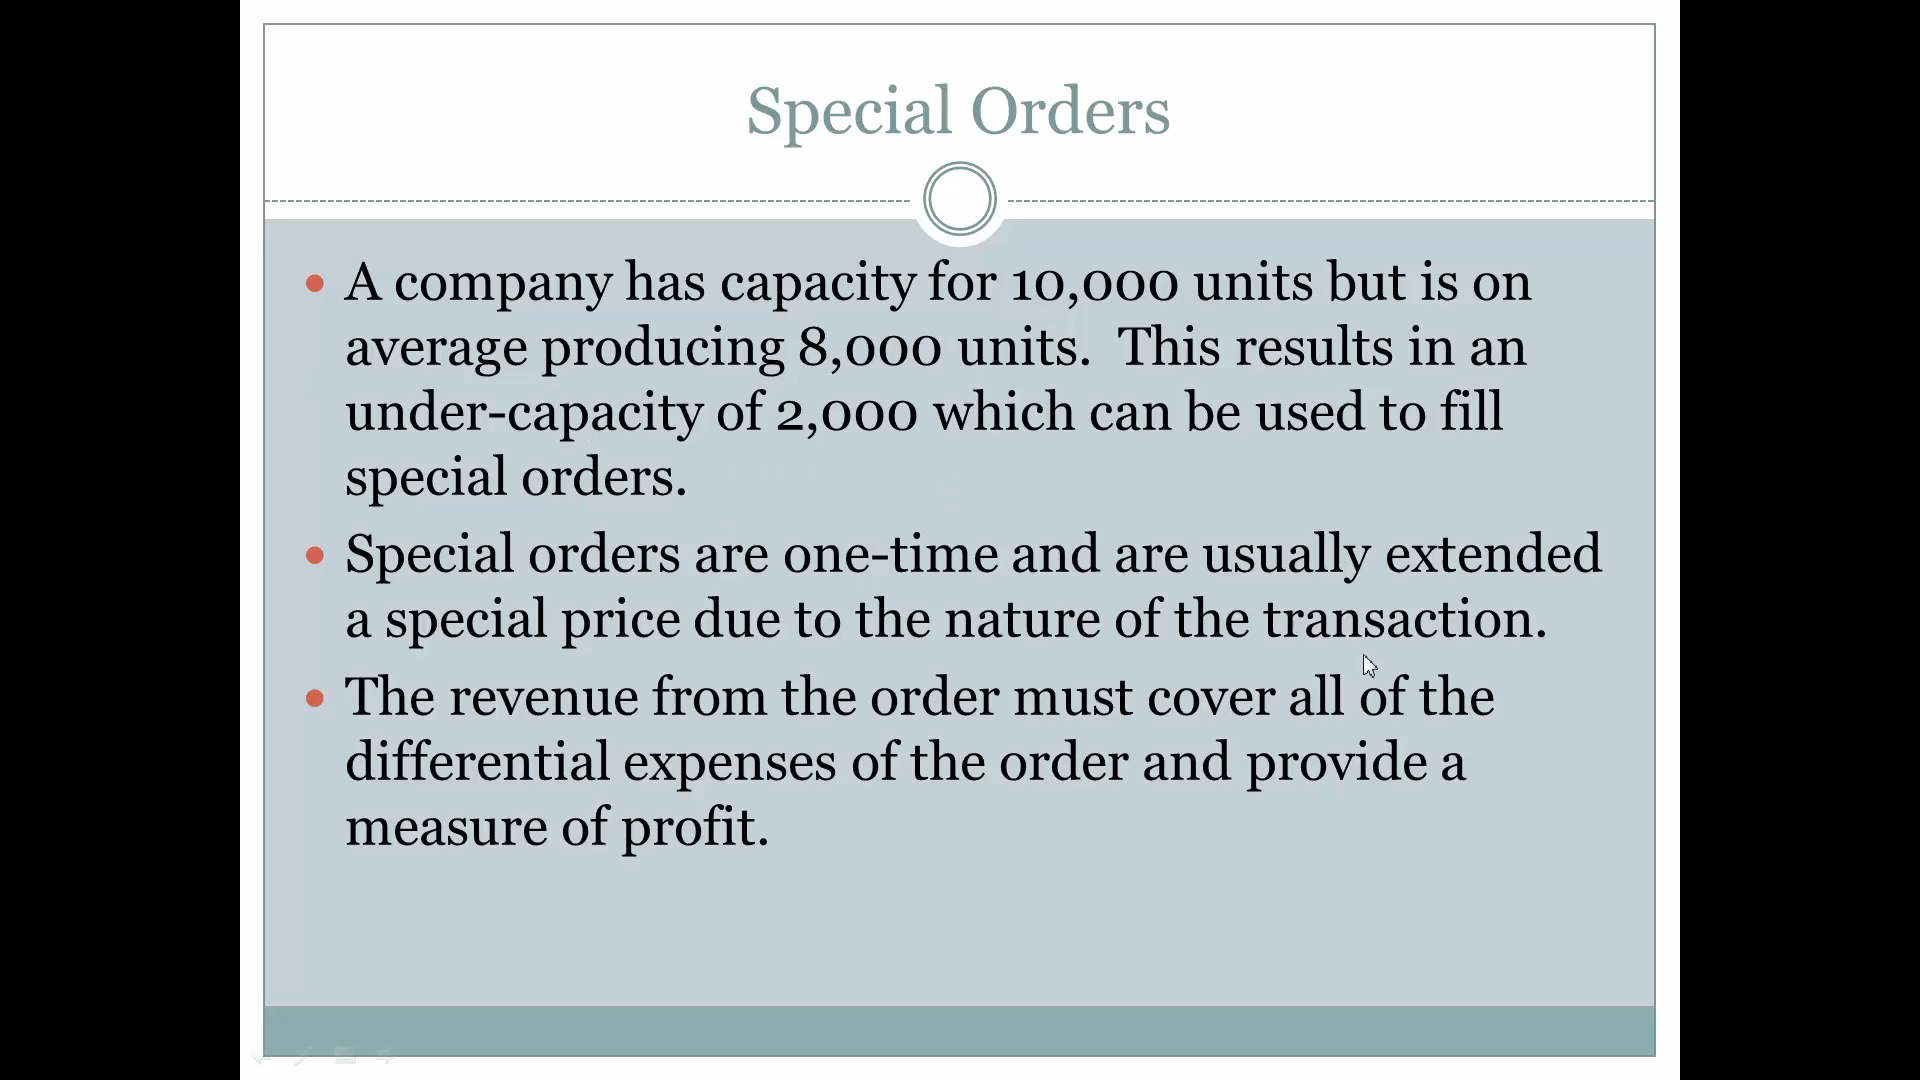 Special Orders
• A company has capacity for 10,000 units but is on
average producing 8,000 units.  This results in an
under-capacity of 2,000 which can be used to fill
special orders.
• Special orders are one-time and are usually extended
a special price due to the nature of the transaction.
• The revenue from the order must cover all of the
differential expenses of the order and provide a
measure of profit.